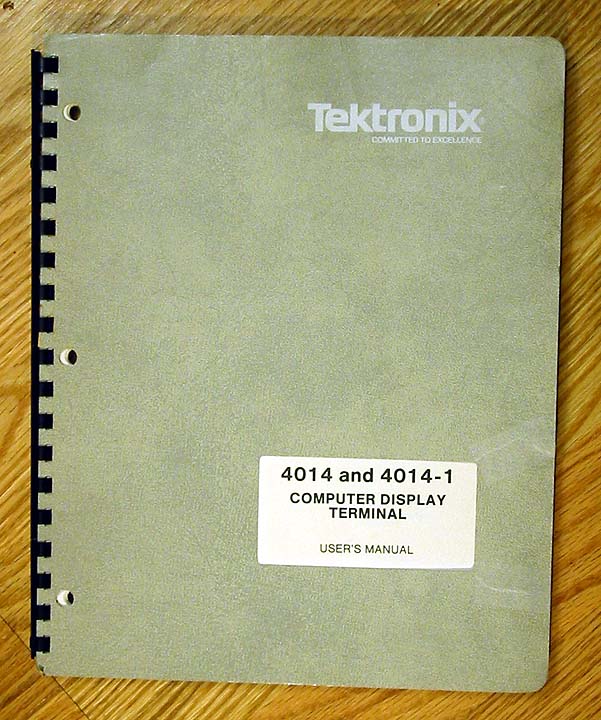 Tektronix
COMMITTED TO EXCELLENCE
4014 and 4014-1
COMPUTER DISPLAY
TERMINAL
USER'S MANUAL